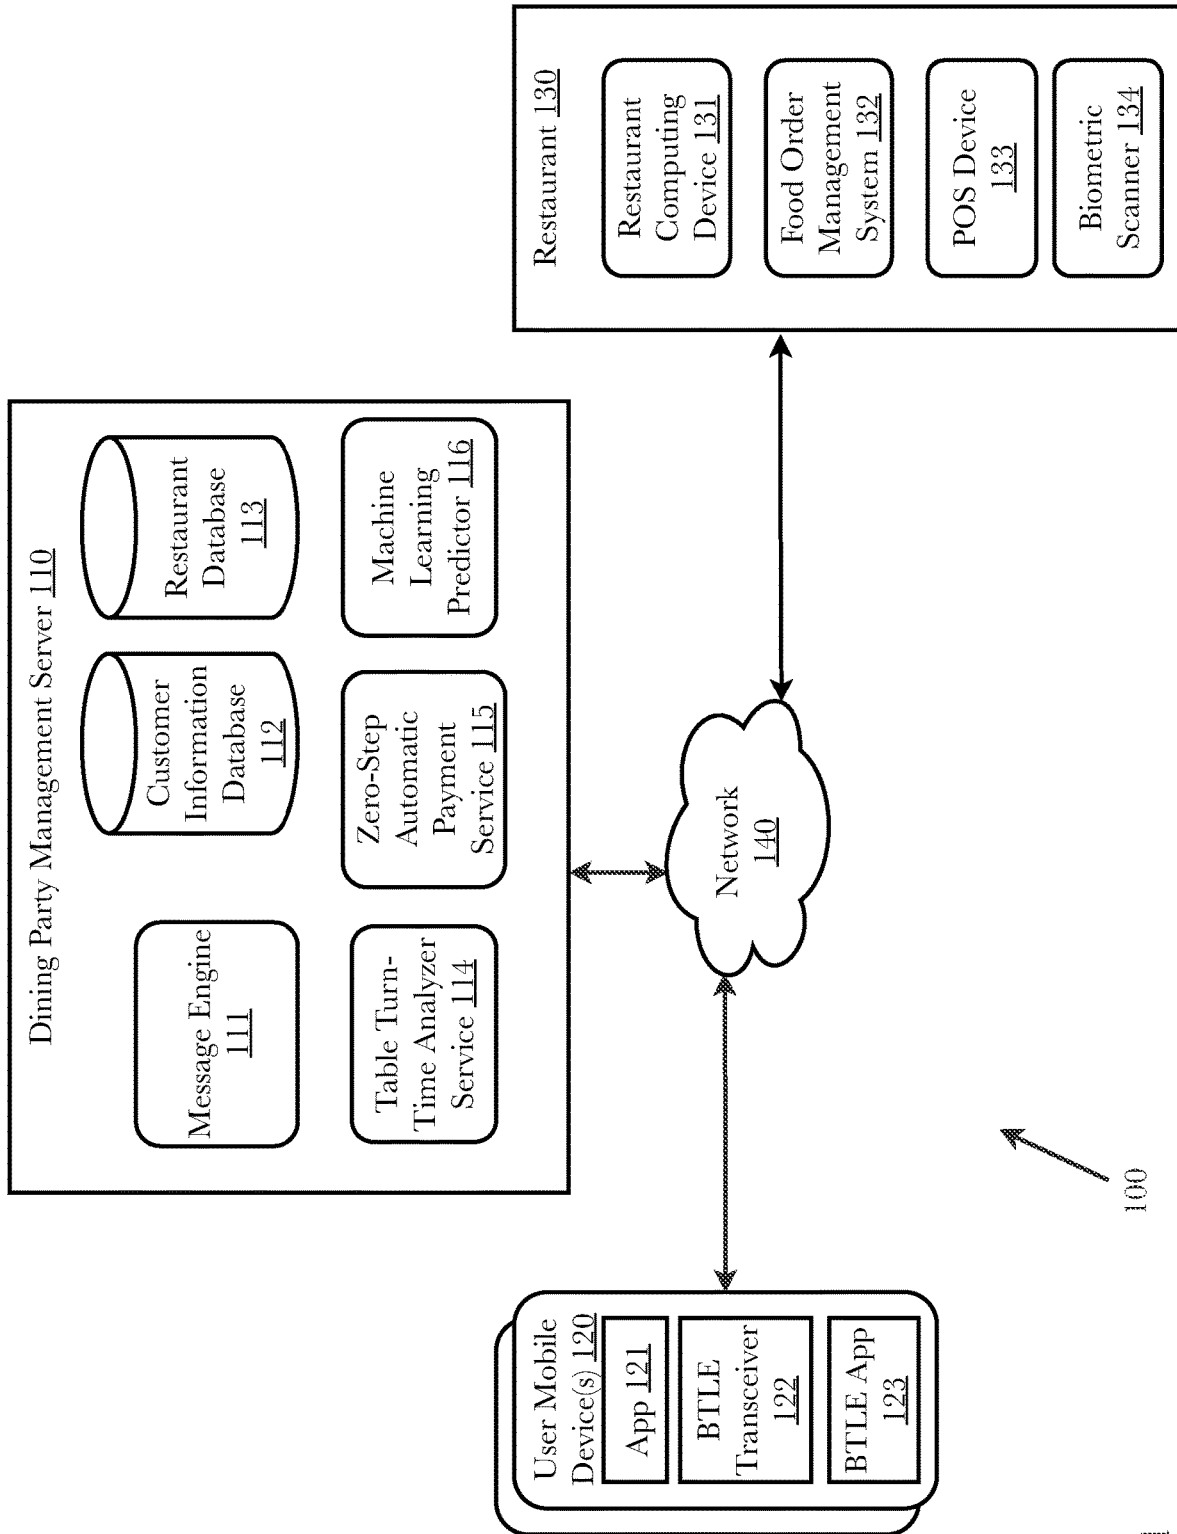 Dining Party Management Server 110
Message Engine
111
Customer
Information
Database
112
Restaurant
Database
113
Table Turn-
Time Analyzer
Service 114
Zero-Step
Automatic
Payment
Service 115
Machine
Learning
Predictor 116
User Mobile
Device(s) 120
App 121
BTLE
Transceiver
122
BTLE App
123
Network
140
Restaurant 130
Restaurant
Computing
Device 131
Food Order
Management
System 132
POS Device
133
Biometric
Scanner 134
100